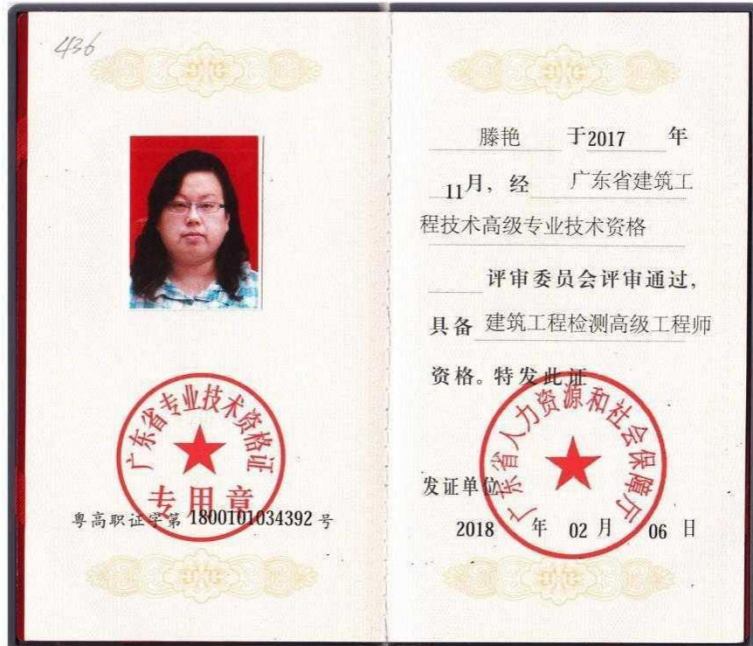 436
广东省专业技术资格证
专用章
粤高职证字第 1800101034392 号
滕艳 于2017 年
11月，经 广东省建筑工
程技术高级专业技术资格
评审委员会评审通过，
具备 建筑工程检测高级工程师
资格。特发此证
广东省人力资源和社会保障厅
发证单位
2018 年 02 月 06 日